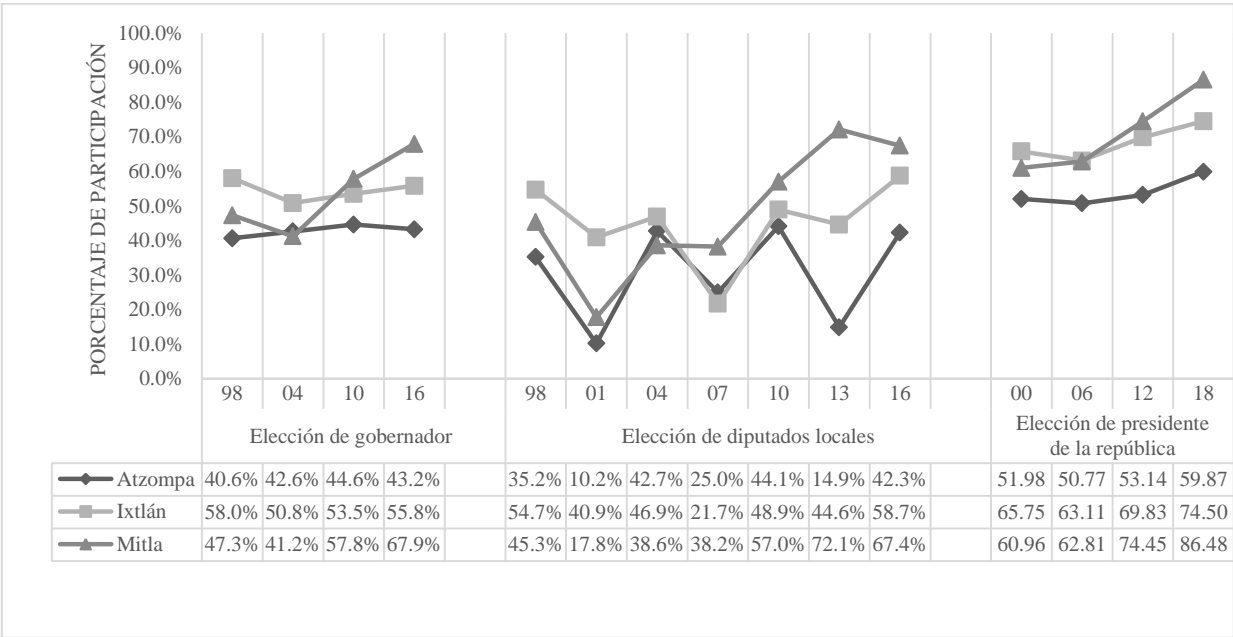 PORCENTAJE DE PARTICIPACIÓN
100.0%
90.0%
80.0%
70.0%
60.0%
50.0%
40.0%
30.0%
20.0%
10.0%
0.0%
98 04 10 16 98 01 04 07 10 13 16 00 06 12 18
Elección de gobernador
Elección de diputados locales
Elección de presidente
de la república
Atzompa 40.6% 42.6% 44.6% 43.2% 35.2% 10.2% 42.7% 25.0% 44.1% 14.9% 42.3% 51.98 50.77 53.14 59.87
Ixtlán 58.0% 50.8% 53.5% 55.8% 54.7% 40.9% 46.9% 21.7% 48.9% 44.6% 58.7% 65.75 63.11 69.83 74.50
Mitla 47.3% 41.2% 57.8% 67.9% 45.3% 17.8% 38.6% 38.2% 57.0% 72.1% 67.4% 60.96 62.81 74.45 86.48